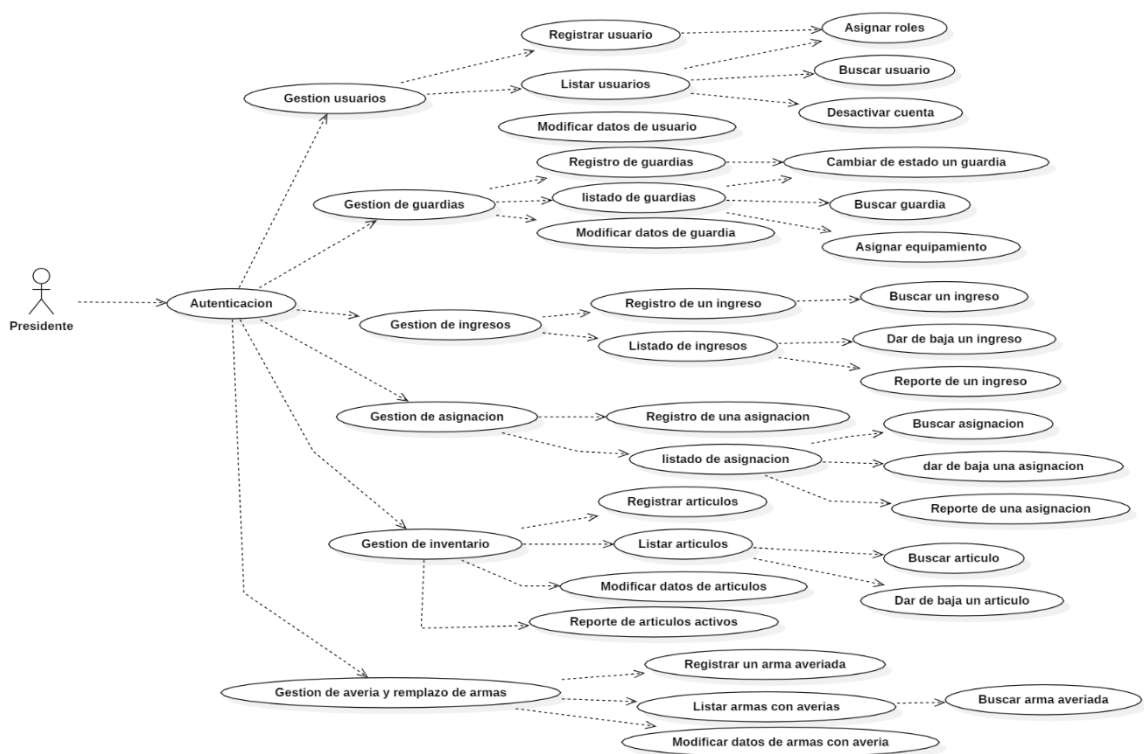 Registrar usuario
Asignar roles
Listar usuarios
Buscar usuario
Gestion usuarios
Desactivar cuenta
Modificar datos de usuario
Registro de guardias
Cambiar de estado un guardia
Gestion de guardias
listado de guardias
Buscar guardia
Modificar datos de guardia
Asignar equipamiento
Presidente
Autenticacion
Registro de un ingreso
Buscar un ingreso
Gestion de ingresos
Listado de ingresos
Dar de baja un ingreso
Reporte de un ingreso
Gestion de asignacion
Registro de una asignacion
Buscar asignacion
listado de asignacion
dar de baja una asignacion
Registrar articulos
Reporte de una asignacion
Gestion de inventario
Listar articulos
Buscar articulo
Modificar datos de articulos
Dar de baja un articulo
Reporte de articulos activos
Registrar un arma averiada
Gestion de averia y remplazo de armas
Listar armas con averias
Buscar arma averiada
Modificar datos de armas con averia